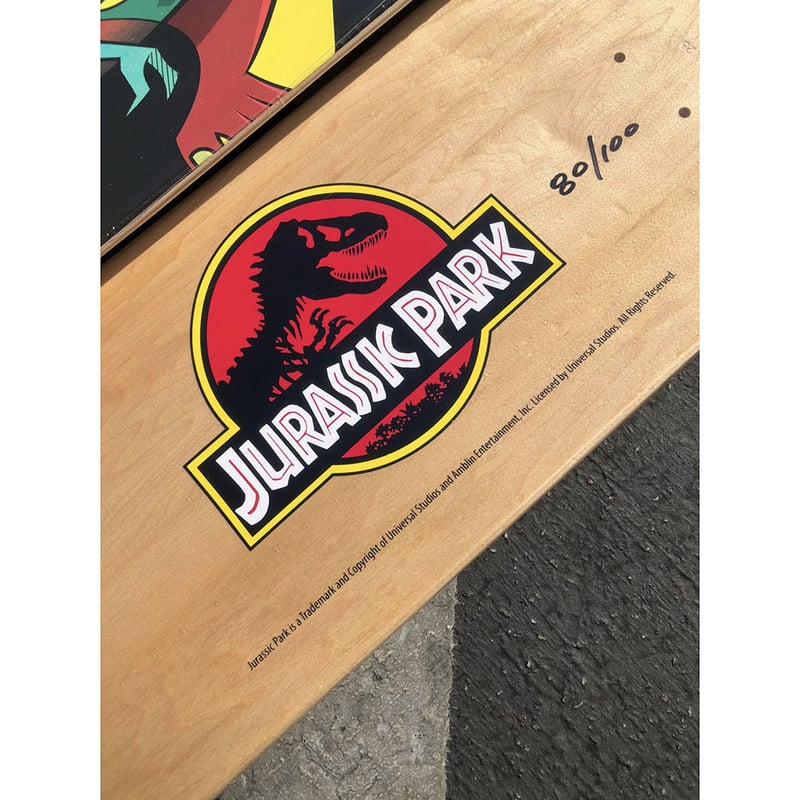 80/100
JURASSIC PARK
Jurassic Park is a Trademark and Copyright of Universal Studios and Amblin Entertainment, Inc. Licensed by Universal Studios. All Rights Reserved.